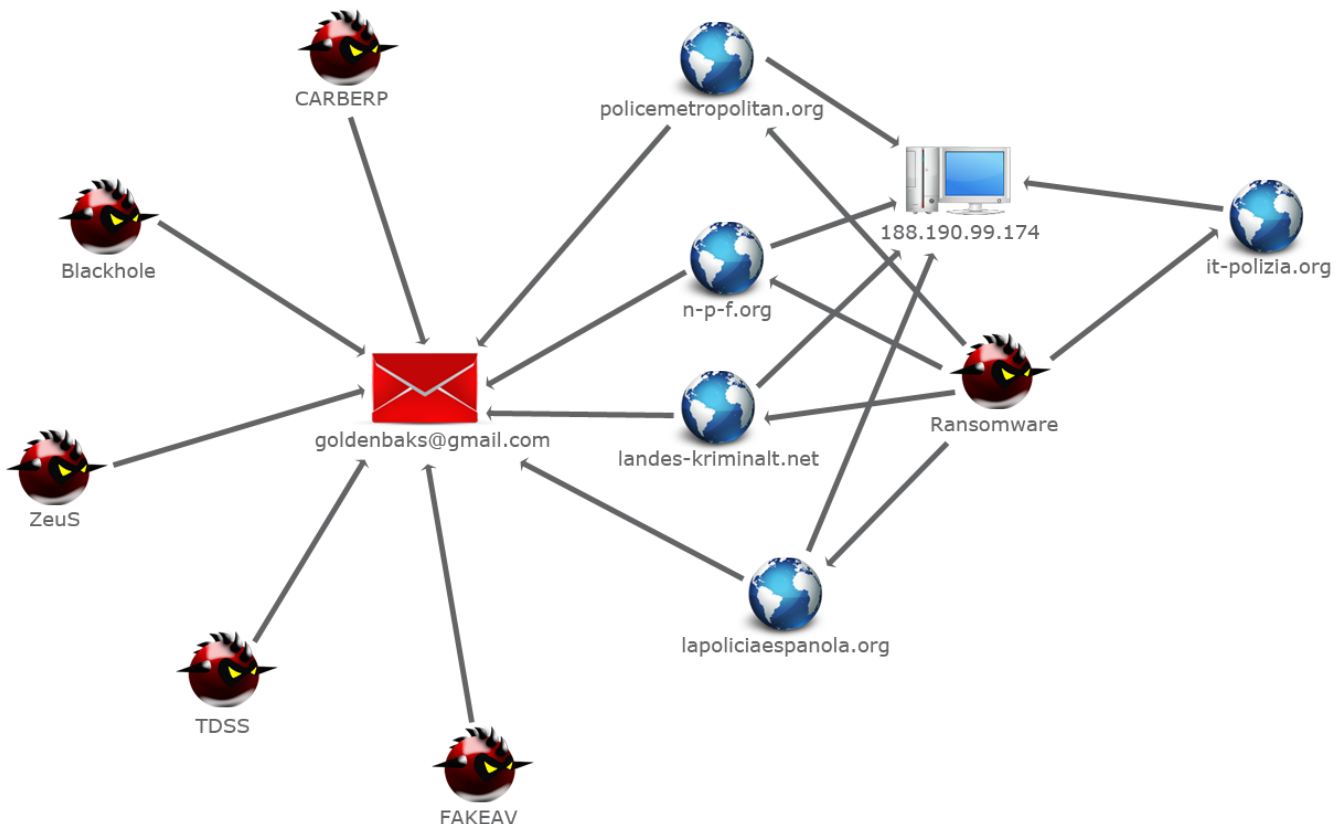 CARBERP
policemetropolitan.org
Blackhole
188.190.99.174
it-polizia.org
n-p-f.org
goldenbaks@gmail.com
Ransomware
landes-kriminalt.net
ZeuS
lapoliciaespanola.org
TDSS
FAKEAV